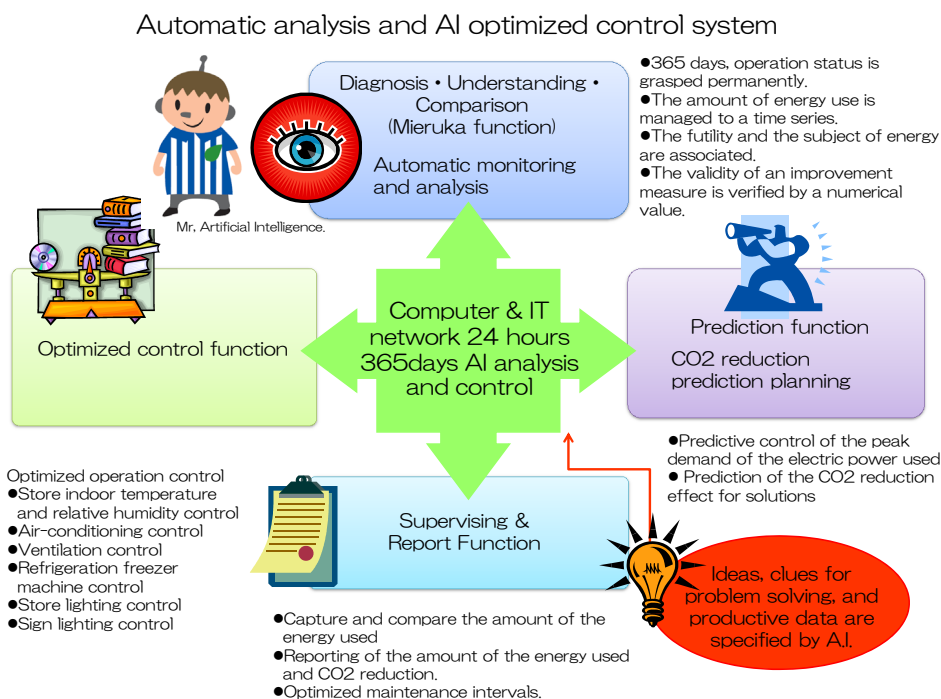 Automatic analysis and AI optimized control system
Diagnosis・Understanding・
Comparison
(Mieruka function)
Automatic monitoring
and analysis
●365 days, operation status is
grasped permanently.
●The amount of energy use is
managed to a time series.
●The futility and the subject of energy
are associated.
●The validity of an improvement
measure is verified by a numerical
value.
Mr. Artificial Intelligence.
Optimized control function
Computer & IT
network 24 hours
365days AI analysis
and control
Prediction function
CO2 reduction
prediction planning
●Predictive control of the peak
demand of the electric power used
● Prediction of the CO2 reduction
effect for solutions
Optimized operation control
●Store indoor temperature
and relative humidity control
●Air-conditioning control
●Ventilation control
●Refrigeration freezer
machine control
●Store lighting control
●Sign lighting control
Supervising &
Report Function
●Capture and compare the amount of the
energy used
●Reporting of the amount of the energy used
and CO2 reduction.
●Optimized maintenance intervals.
Ideas, clues for
problem solving, and
productive data are
specified by A.I.